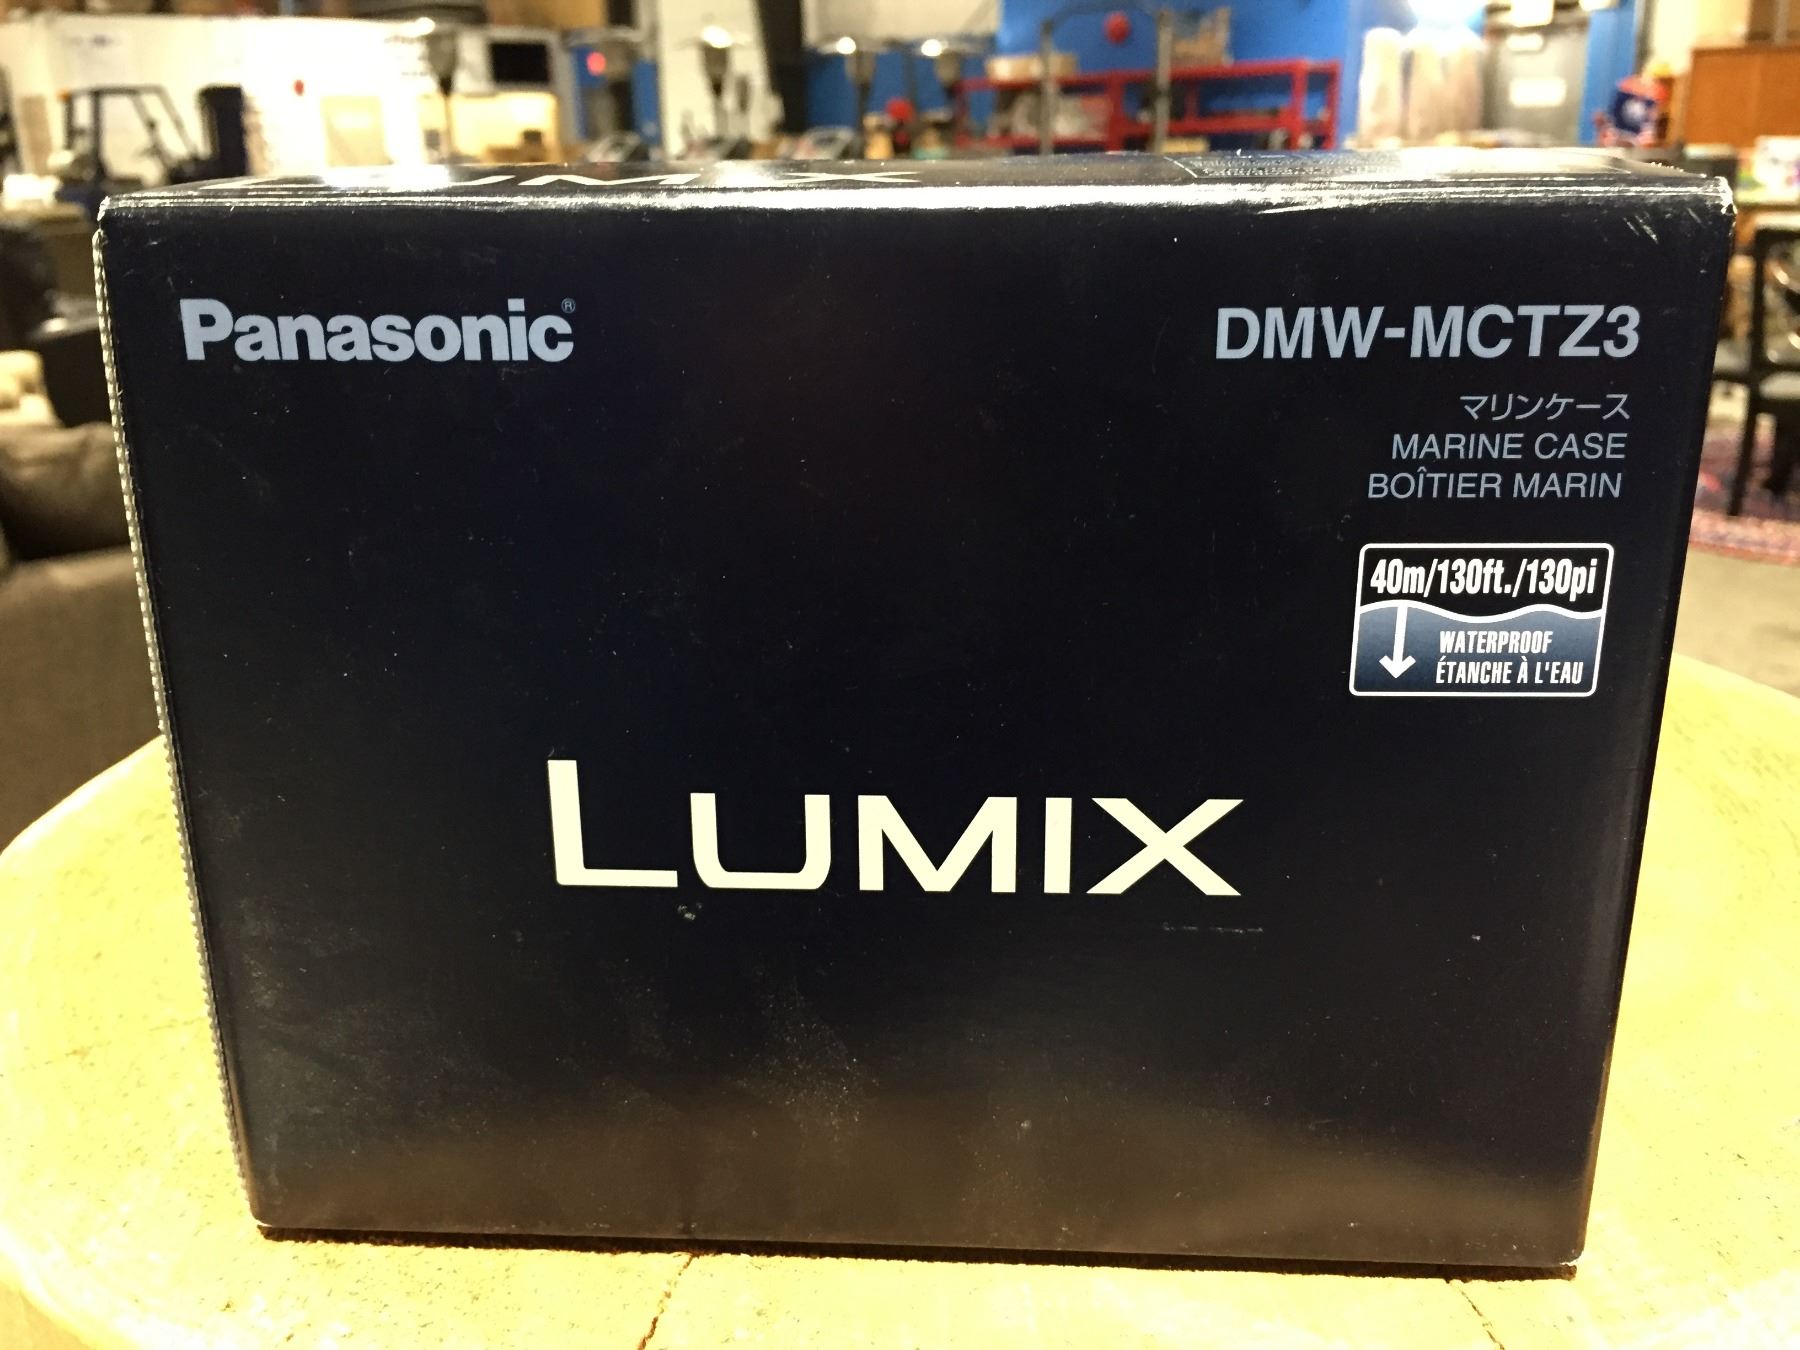 LUMIX
Panasonic®
DMW-MCTZ3
マリンケース
MARINE CASE
BOÎTIER MARIN
40m/130ft./130pi
WATERPROOF
ÉTANCHE À L'EAU
LUMIX